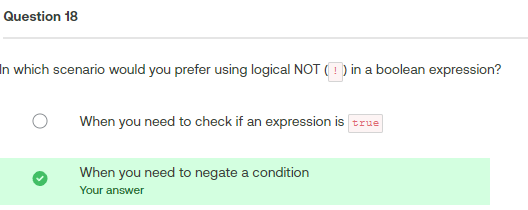 Question 18
In which scenario would you prefer using logical NOT ( ! ) in a boolean expression?
When you need to check if an expression is true
When you need to negate a condition
Your answer